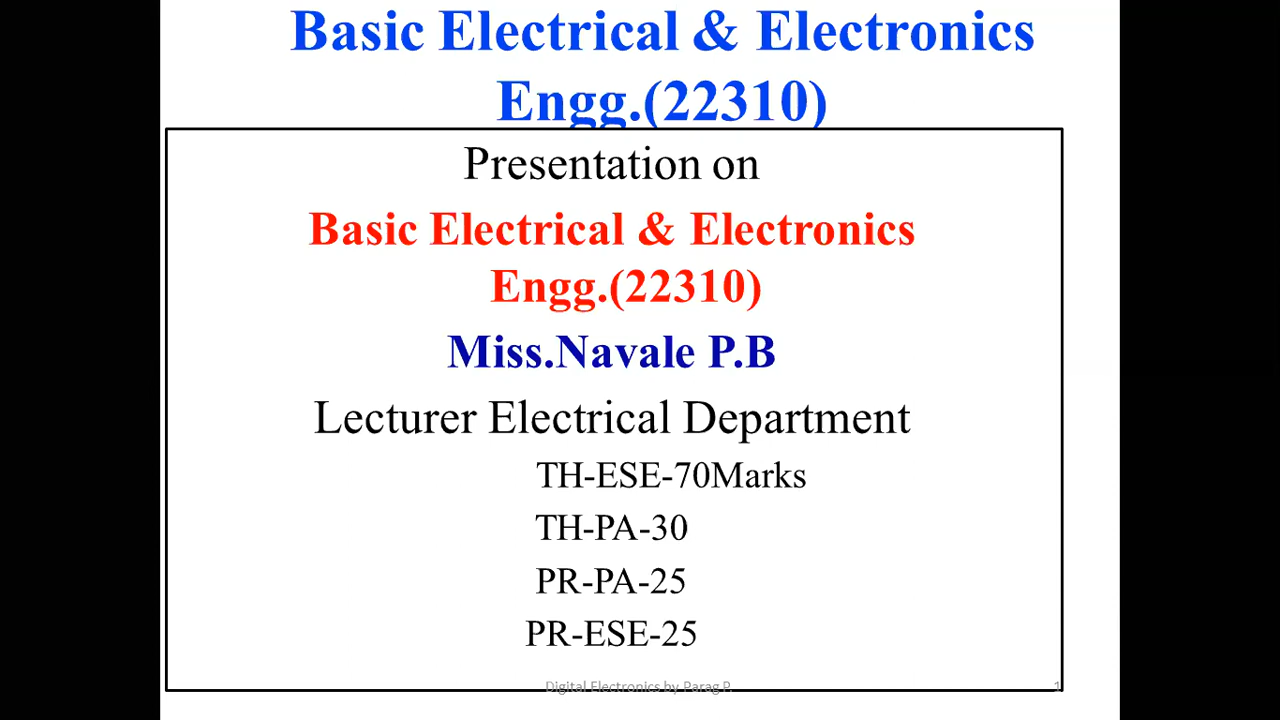 Basic Electrical & Electronics
Engg.(22310)
Presentation on
Basic Electrical & Electronics
Engg.(22310)
Miss.Navale P.B
Lecturer Electrical Department
TH-ESE-70Marks
TH-PA-30
PR-PA-25
PR-ESE-25
Digital Electronics by Parag P. 1